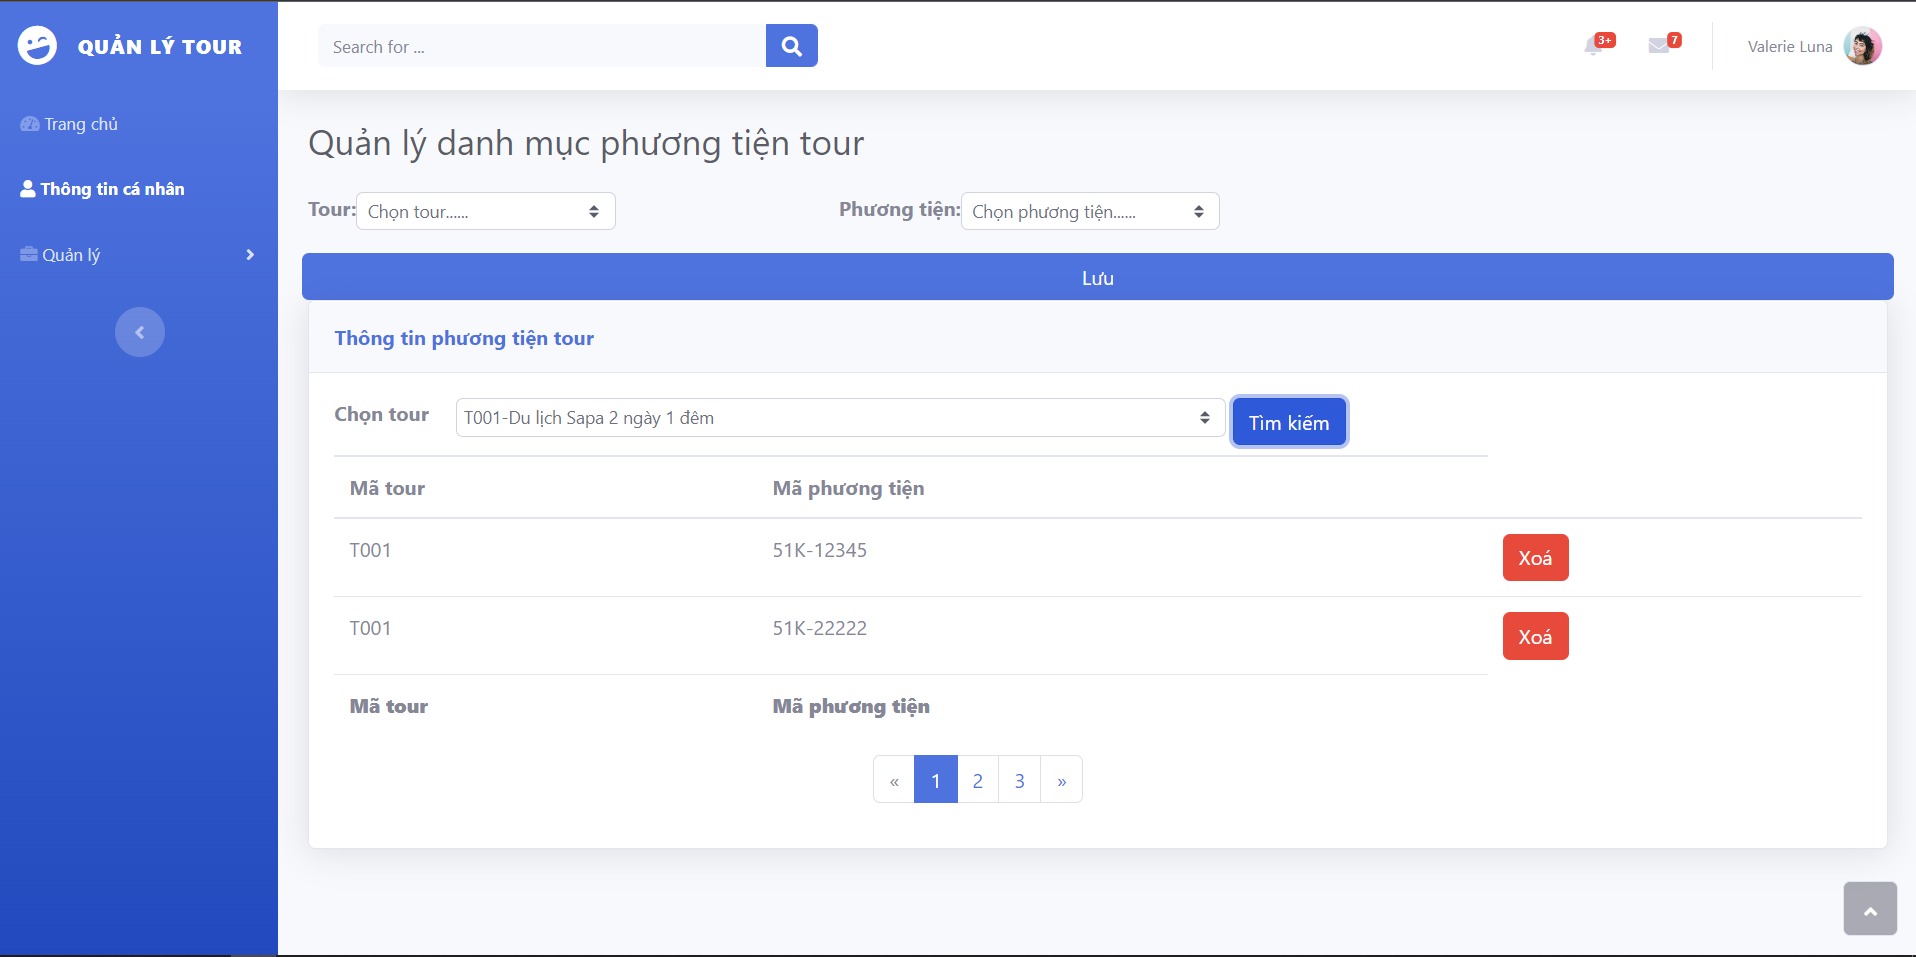 QUẢN LÝ TOUR
Search for ...
3+
7
Valerie Luna
Trang chủ
Thông tin cá nhân
Quản lý
Quản lý danh mục phương tiện tour
Tour: Chọn tour......
Phương tiện: Chọn phương tiện......
Lưu
Thông tin phương tiện tour
Chọn tour T001-Du lịch Sapa 2 ngày 1 đêm Tìm kiếm
Mã tour Mã phương tiện
T001 51K-12345 Xoá
T001 51K-22222 Xoá
Mã tour Mã phương tiện
« 1 2 3 »